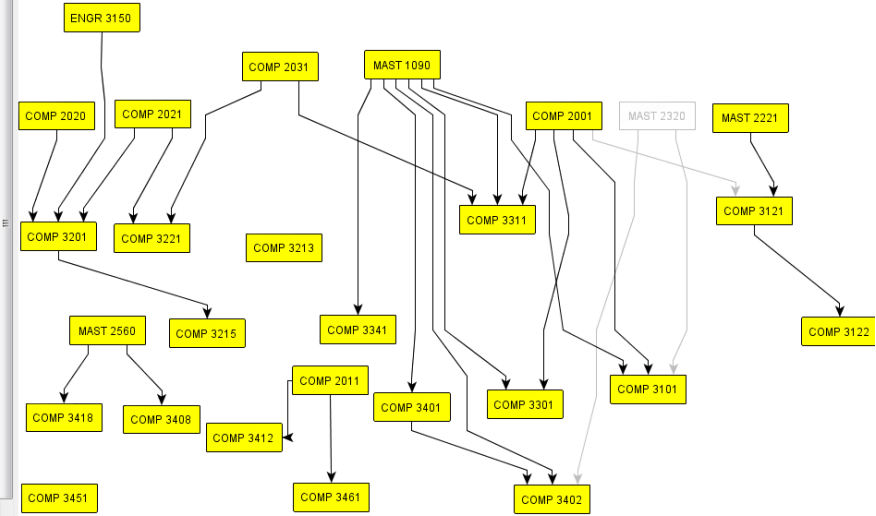 ENGR 3150
COMP 2031
MAST 1090
COMP 2020
COMP 2021
COMP 2001
MAST 2320
MAST 2221
COMP 3121
COMP 3311
COMP 3201
COMP 3221
COMP 3213
MAST 2560
COMP 3215
COMP 3341
COMP 3122
COMP 2011
COMP 3101
COMP 3418
COMP 3408
COMP 3401
COMP 3301
COMP 3412
COMP 3451
COMP 3461
COMP 3402